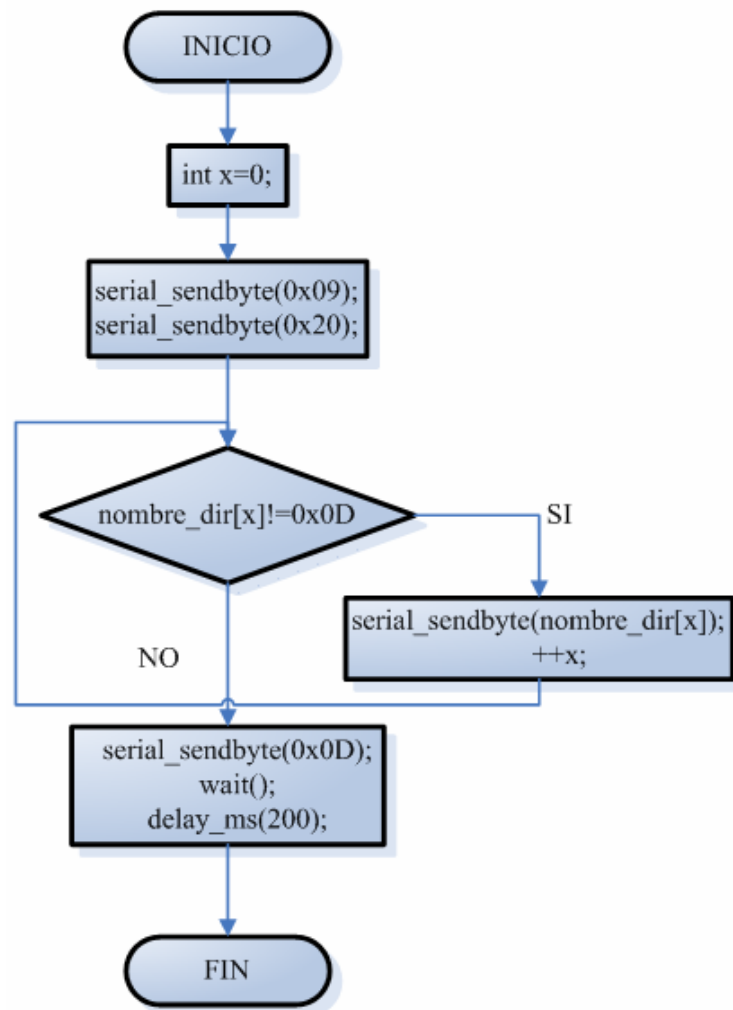 INICIO
int x=0;
serial_sendbyte(0x09);
serial_sendbyte(0x20);
nombre_dir[x]!=0x0D
SI
serial_sendbyte(nombre_dir[x]);
++x;
NO
serial_sendbyte(0x0D);
wait();
delay_ms(200);
FIN